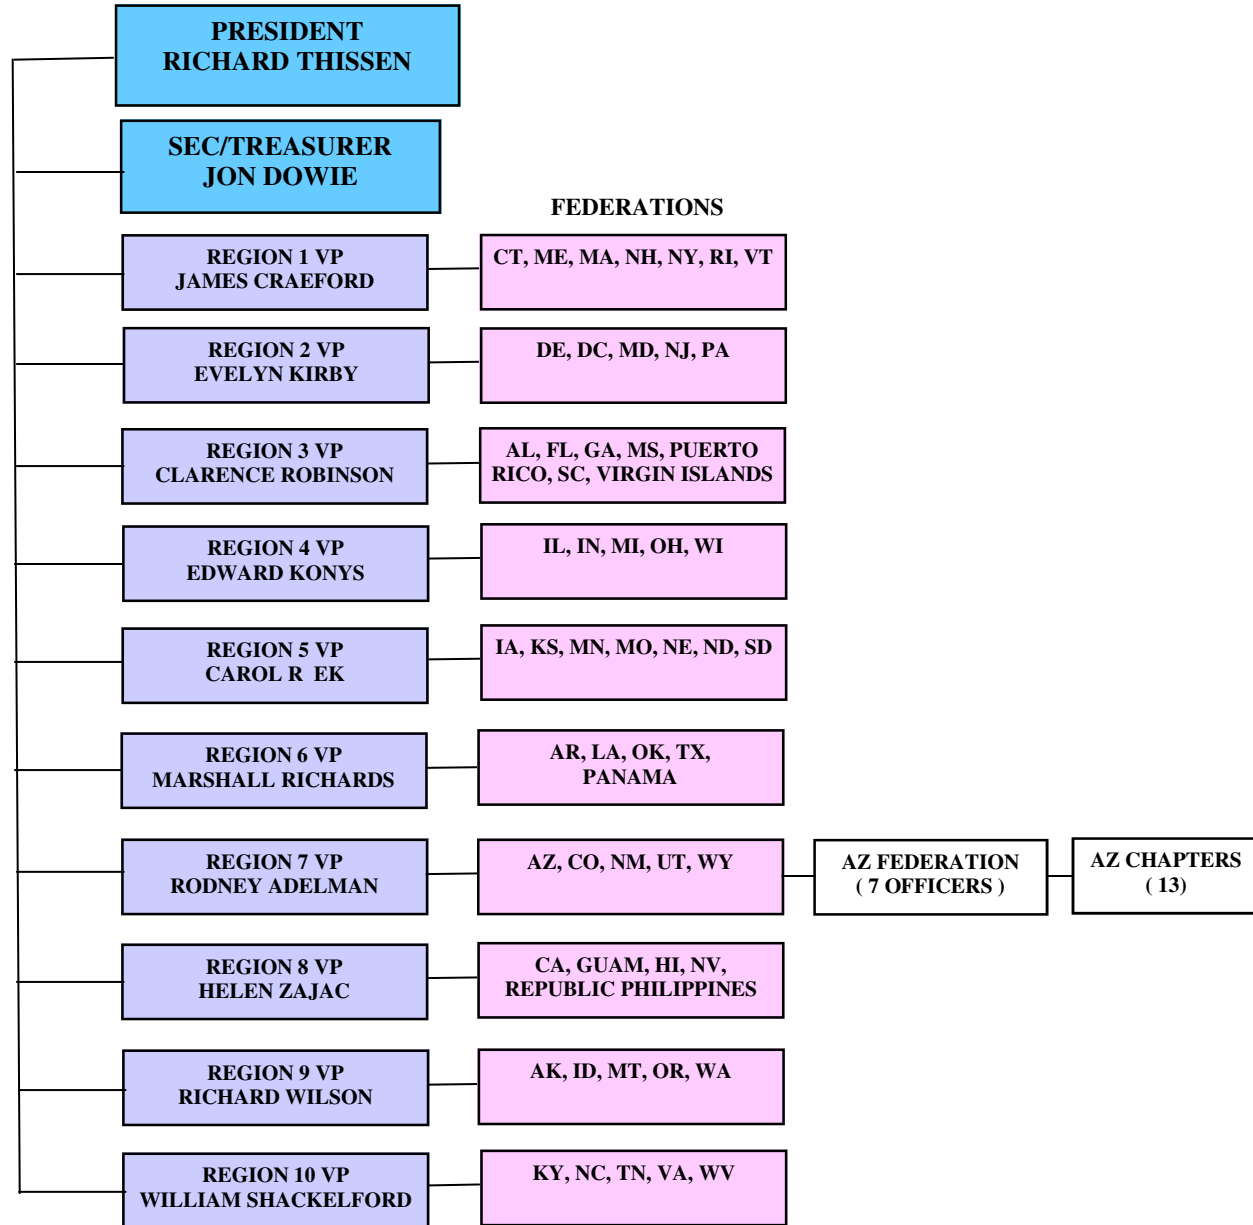 PRESIDENT
RICHARD THISSEN
SEC/TREASURER
JON DOWIE
FEDERATIONS
REGION 1 VP
JAMES CRAEFORD
CT, ME, MA, NH, NY, RI, VT
REGION 2 VP
EVELYN KIRBY
DE, DC, MD, NJ, PA
REGION 3 VP
CLARENCE ROBINSON
AL, FL, GA, MS, PUERTO
RICO, SC, VIRGIN ISLANDS
REGION 4 VP
EDWARD KONYS
IL, IN, MI, OH, WI
REGION 5 VP
CAROL R EK
IA, KS, MN, MO, NE, ND, SD
REGION 6 VP
MARSHALL RICHARDS
AR, LA, OK, TX,
PANAMA
REGION 7 VP
RODNEY ADELMAN
AZ, CO, NM, UT, WY
AZ FEDERATION
( 7 OFFICERS )
AZ CHAPTERS
( 13)
REGION 8 VP
HELEN ZAJAC
CA, GUAM, HI, NV,
REPUBLIC PHILIPPINES
REGION 9 VP
RICHARD WILSON
AK, ID, MT, OR, WA
REGION 10 VP
WILLIAM SHACKELFORD
KY, NC, TN, VA, WV